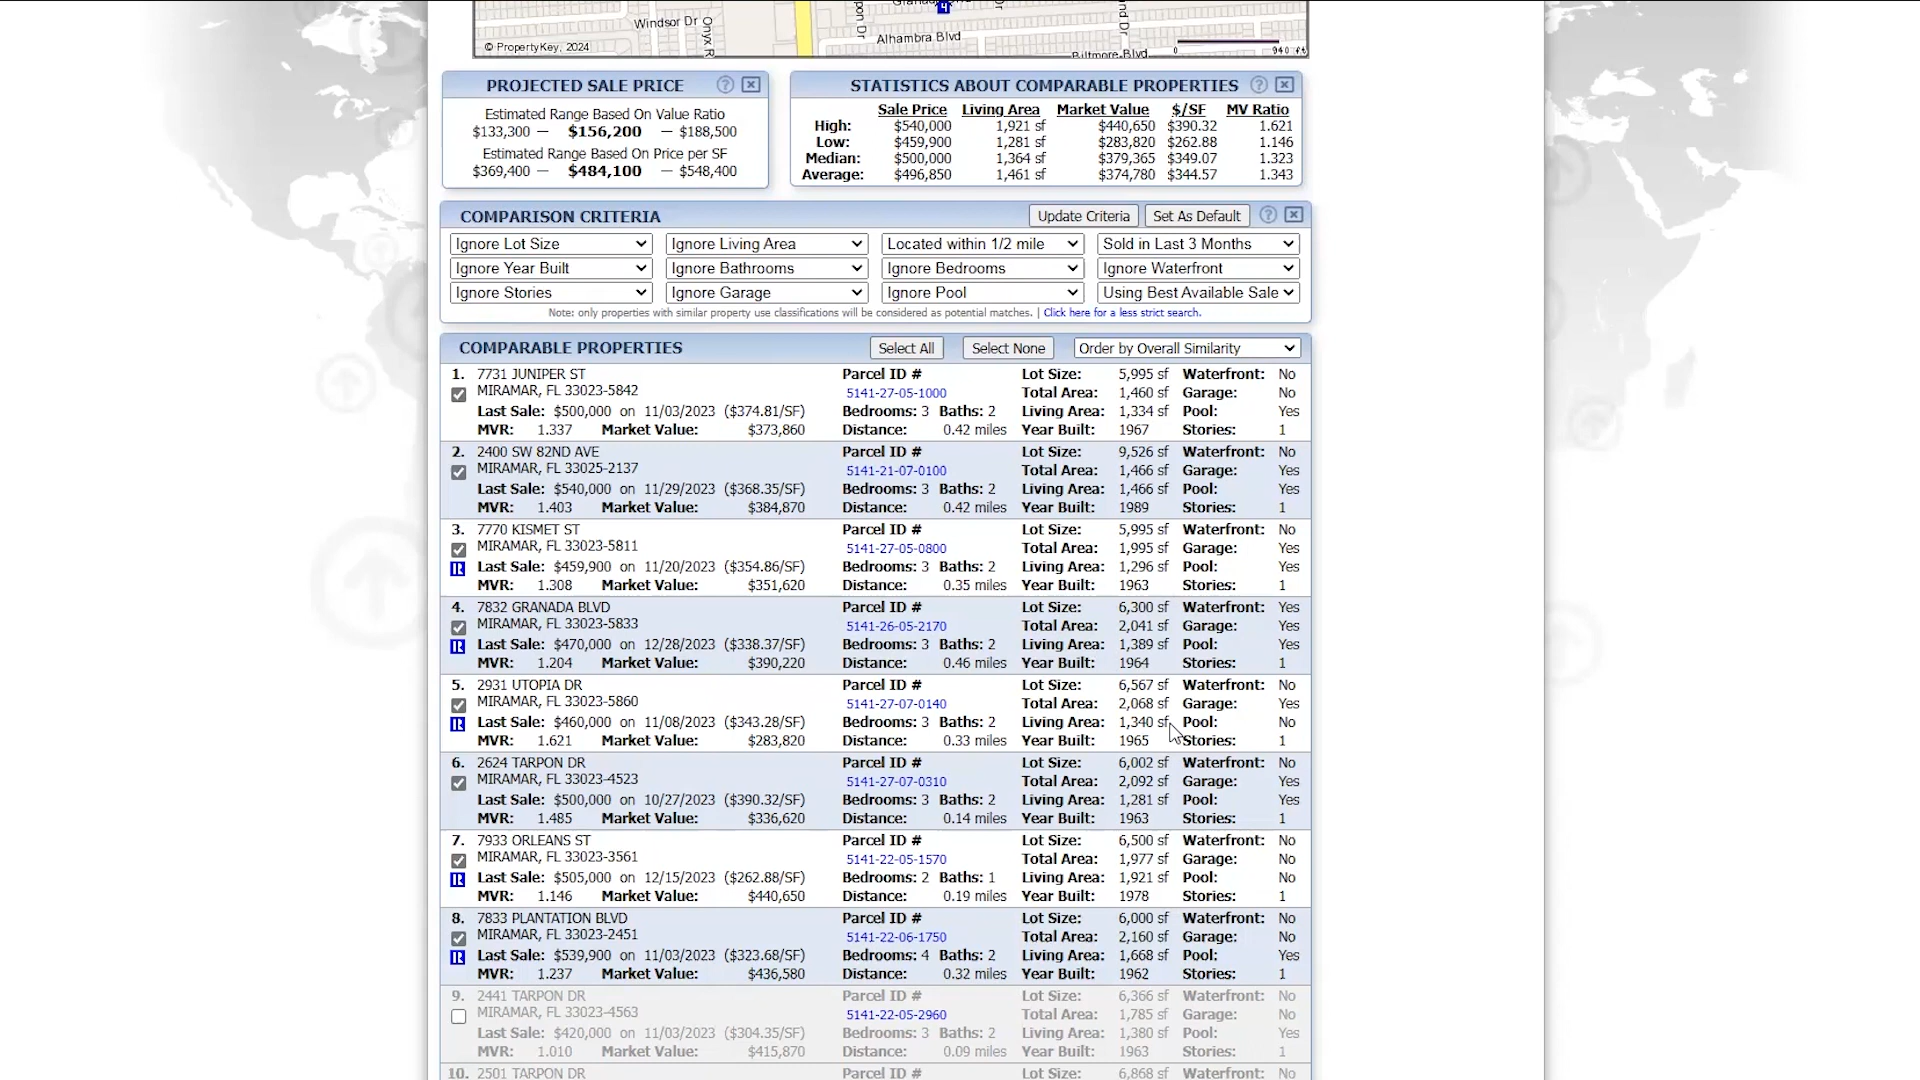 Windsor Dr
Onyx R
pon Dr
Dr
nd Dr
4
Alhambra Blvd
Biltmore Blvd
© PropertyKey, 2024
0 940 ft
PROJECTED SALE PRICE
Estimated Range Based On Value Ratio
$133,300 — $156,200 — $188,500
Estimated Range Based On Price per SF
$369,400 — $484,100 — $548,400
STATISTICS ABOUT COMPARABLE PROPERTIES
Sale Price Living Area Market Value $/SF MV Ratio
High: $540,000 1,921 sf $440,650 $390.32 1.621
Low: $459,900 1,281 sf $283,820 $262.88 1.146
Median: $500,000 1,364 sf $379,365 $349.07 1.323
Average: $496,850 1,461 sf $374,780 $344.57 1.343
COMPARISON CRITERIA Update Criteria Set As Default
Ignore Lot Size Ignore Living Area Located within 1/2 mile Sold in Last 3 Months
Ignore Year Built Ignore Bathrooms Ignore Bedrooms Ignore Waterfront
Ignore Stories Ignore Garage Ignore Pool Using Best Available Sale
Note: only properties with similar property use classifications will be considered as potential matches. | Click here for a less strict search.
COMPARABLE PROPERTIES Select All Select None Order by Overall Similarity
1. 7731 JUNIPER ST Parcel ID # Lot Size: 5,995 sf Waterfront: No
MIRAMAR, FL 33023-5842 5141-27-05-1000 Total Area: 1,460 sf Garage: No
Last Sale: $500,000 on 11/03/2023 ($374.81/SF) Bedrooms: 3 Baths: 2 Living Area: 1,334 sf Pool: Yes
MVR: 1.337 Market Value: $373,860 Distance: 0.42 miles Year Built: 1967 Stories: 1
2. 2400 SW 82ND AVE Parcel ID # Lot Size: 9,526 sf Waterfront: No
MIRAMAR, FL 33025-2137 5141-21-07-0100 Total Area: 1,466 sf Garage: Yes
Last Sale: $540,000 on 11/29/2023 ($368.35/SF) Bedrooms: 3 Baths: 2 Living Area: 1,466 sf Pool: Yes
MVR: 1.403 Market Value: $384,870 Distance: 0.42 miles Year Built: 1989 Stories: 1
3. 7770 KISMET ST Parcel ID # Lot Size: 5,995 sf Waterfront: No
MIRAMAR, FL 33023-5811 5141-27-05-0800 Total Area: 1,995 sf Garage: Yes
Last Sale: $459,900 on 11/20/2023 ($354.86/SF) Bedrooms: 3 Baths: 2 Living Area: 1,296 sf Pool: Yes
MVR: 1.308 Market Value: $351,620 Distance: 0.35 miles Year Built: 1963 Stories: 1
4. 7832 GRANADA BLVD Parcel ID # Lot Size: 6,300 sf Waterfront: Yes
MIRAMAR, FL 33023-5833 5141-26-05-2170 Total Area: 2,041 sf Garage: Yes
Last Sale: $470,000 on 12/28/2023 ($338.37/SF) Bedrooms: 3 Baths: 2 Living Area: 1,389 sf Pool: Yes
MVR: 1.204 Market Value: $390,220 Distance: 0.46 miles Year Built: 1964 Stories: 1
5. 2931 UTOPIA DR Parcel ID # Lot Size: 6,567 sf Waterfront: No
MIRAMAR, FL 33023-5860 5141-27-07-0140 Total Area: 2,068 sf Garage: Yes
Last Sale: $460,000 on 11/08/2023 ($343.28/SF) Bedrooms: 3 Baths: 2 Living Area: 1,340 sf Pool: No
MVR: 1.621 Market Value: $283,820 Distance: 0.33 miles Year Built: 1965 Stories: 1
6. 2624 TARPON DR Parcel ID # Lot Size: 6,002 sf Waterfront: No
MIRAMAR, FL 33023-4523 5141-27-07-0310 Total Area: 2,092 sf Garage: Yes
Last Sale: $500,000 on 10/27/2023 ($390.32/SF) Bedrooms: 3 Baths: 2 Living Area: 1,281 sf Pool: Yes
MVR: 1.485 Market Value: $336,620 Distance: 0.14 miles Year Built: 1963 Stories: 1
7. 7933 ORLEANS ST Parcel ID # Lot Size: 6,500 sf Waterfront: No
MIRAMAR, FL 33023-3561 5141-22-05-1570 Total Area: 1,977 sf Garage: No
Last Sale: $505,000 on 12/15/2023 ($262.88/SF) Bedrooms: 2 Baths: 1 Living Area: 1,921 sf Pool: No
MVR: 1.146 Market Value: $440,650 Distance: 0.19 miles Year Built: 1978 Stories: 1
8. 7833 PLANTATION BLVD Parcel ID # Lot Size: 6,000 sf Waterfront: No
MIRAMAR, FL 33023-2451 5141-22-06-1750 Total Area: 2,160 sf Garage: No
Last Sale: $539,900 on 11/03/2023 ($323.68/SF) Bedrooms: 4 Baths: 2 Living Area: 1,668 sf Pool: Yes
MVR: 1.237 Market Value: $436,580 Distance: 0.32 miles Year Built: 1962 Stories: 1
9. 2441 TARPON DR Parcel ID # Lot Size: 6,366 sf Waterfront: No
MIRAMAR, FL 33023-4563 5141-22-05-2960 Total Area: 1,785 sf Garage: No
Last Sale: $420,000 on 11/03/2023 ($304.35/SF) Bedrooms: 3 Baths: 2 Living Area: 1,380 sf Pool: Yes
MVR: 1.010 Market Value: $415,870 Distance: 0.09 miles Year Built: 1963 Stories: 1
10. 2501 TARPON DR Parcel ID # Lot Size: 6,868 sf Waterfront: No